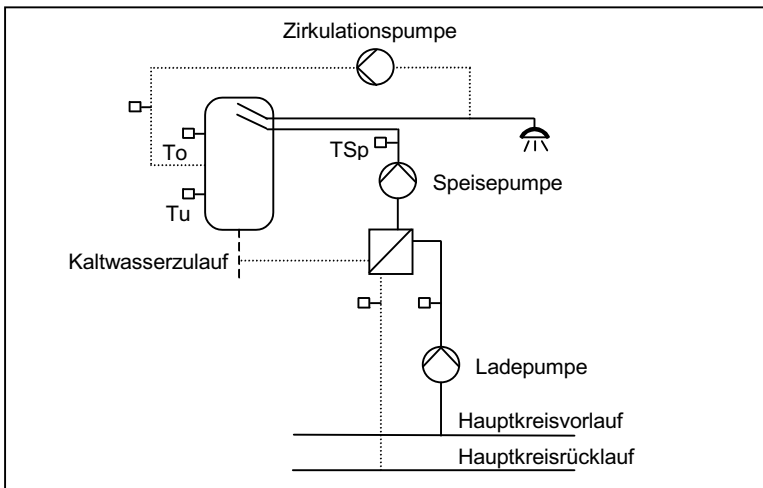 Zirkulationspumpe
To
TSp
Speisepumpe
Tu
Kaltwasserzulauf
Ladepumpe
Hauptkreisvorlauf
Hauptkreisrücklauf